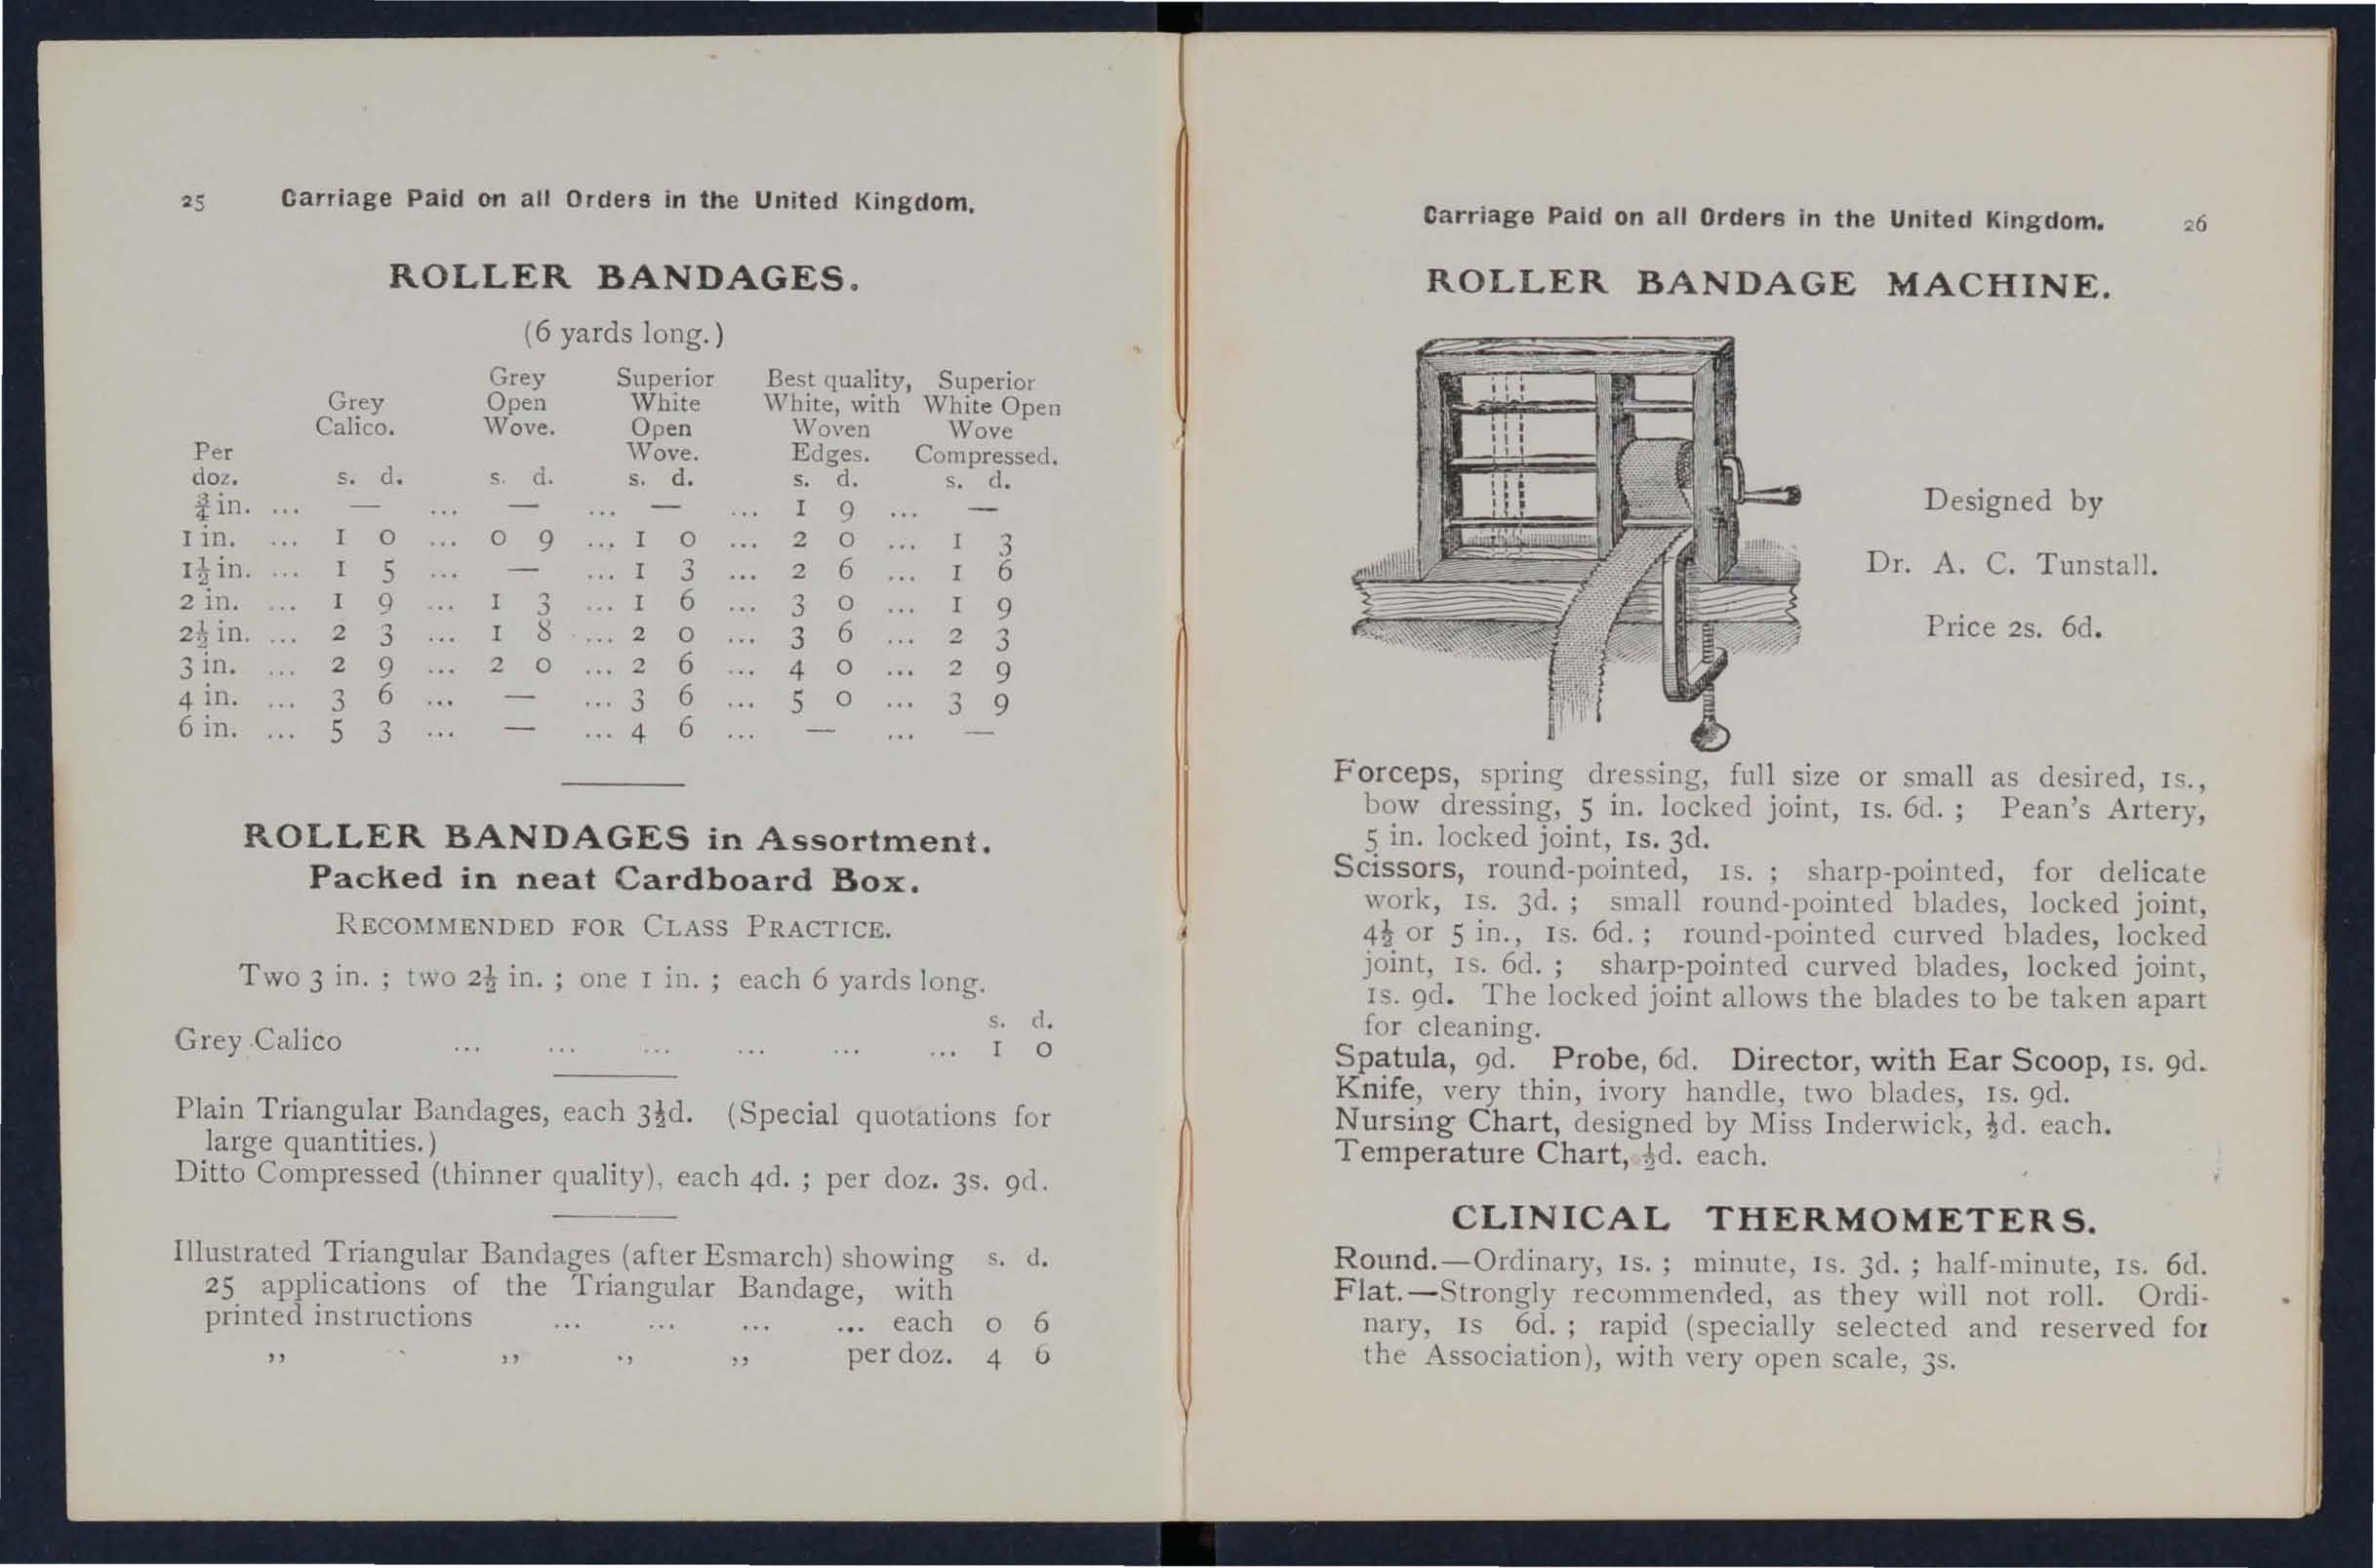 25 Carriage Paid on all Orders in the United Kingdom.
ROLLER BANDAGES.
(6 yards long.)
Grey Superior Best quality, Superior
Grey Open White White, with White Open
Calico. Wove. Open Woven Wove
Per Wove. Edges. Compressed.
doz. s. d. s. d. s. d. s. d. s. d.
¾ in. ... — ... — ... — ... 1 9 ... —
1 in. ... 1 0 ... 0 9 ... 1 0 ... 2 0 ... 1 3
1½ in. ... 1 5 ... — ... 1 3 ... 2 6 ... 1 6
2 in. ... 1 9 ... 1 3 ... 1 6 ... 3 0 ... 1 9
2½ in. ... 2 3 ... 1 8 ... 2 0 ... 3 6 ... 2 3
3 in. ... 2 9 ... 2 0 ... 2 6 ... 4 0 ... 2 9
4 in. ... 3 6 ... — ... 3 6 ... 5 0 ... 3 9
6 in. ... 5 3 ... — ... 4 6 ... — ... —
ROLLER BANDAGES in Assortment.
Packed in neat Cardboard Box.
RECOMMENDED FOR CLASS PRACTICE.
Two 3 in. ; two 2½ in. ; one 1 in. ; each 6 yards long.
s. d.
Grey Calico ... ... ... ... ... ... 1 0
Plain Triangular Bandages, each 3½d. (Special quotations for
large quantities.)
Ditto Compressed (thinner quality), each 4d. ; per doz. 3s. 9d.
Illustrated Triangular Bandages (after Esmarch) showing s. d.
25 applications of the Triangular Bandage, with
printed instructions ... ... ... ... each 0 6
,, ,, ,, ,, per doz. 4 6
Carriage Paid on all Orders in the United Kingdom. 26
ROLLER BANDAGE MACHINE.
Designed by
Dr. A. C. Tunstall.
Price 2s. 6d.
Forceps, spring dressing, full size or small as desired, 1s.,
bow dressing, 5 in. locked joint, 1s. 6d. ; Pean's Artery,
5 in. locked joint, 1s. 3d.
Scissors, round-pointed, 1s. ; sharp-pointed, for delicate
work, 1s. 3d. ; small round-pointed blades, locked joint,
4½ or 5 in., 1s. 6d. ; round-pointed curved blades, locked
joint, 1s. 6d. ; sharp-pointed curved blades, locked joint,
1s. 9d. The locked joint allows the blades to be taken apart
for cleaning.
Spatula, 9d. Probe, 6d. Director, with Ear Scoop, 1s. 9d.
Knife, very thin, ivory handle, two blades, 1s. 9d.
Nursing Chart, designed by Miss Inderwick, ½d. each.
Temperature Chart, ½d. each.
CLINICAL THERMOMETERS.
Round.—Ordinary, 1s. ; minute, 1s. 3d. ; half-minute, 1s. 6d.
Flat.—Strongly recommended, as they will not roll. Ordi-
nary, 1s 6d. ; rapid (specially selected and reserved for
the Association), with very open scale, 3s.